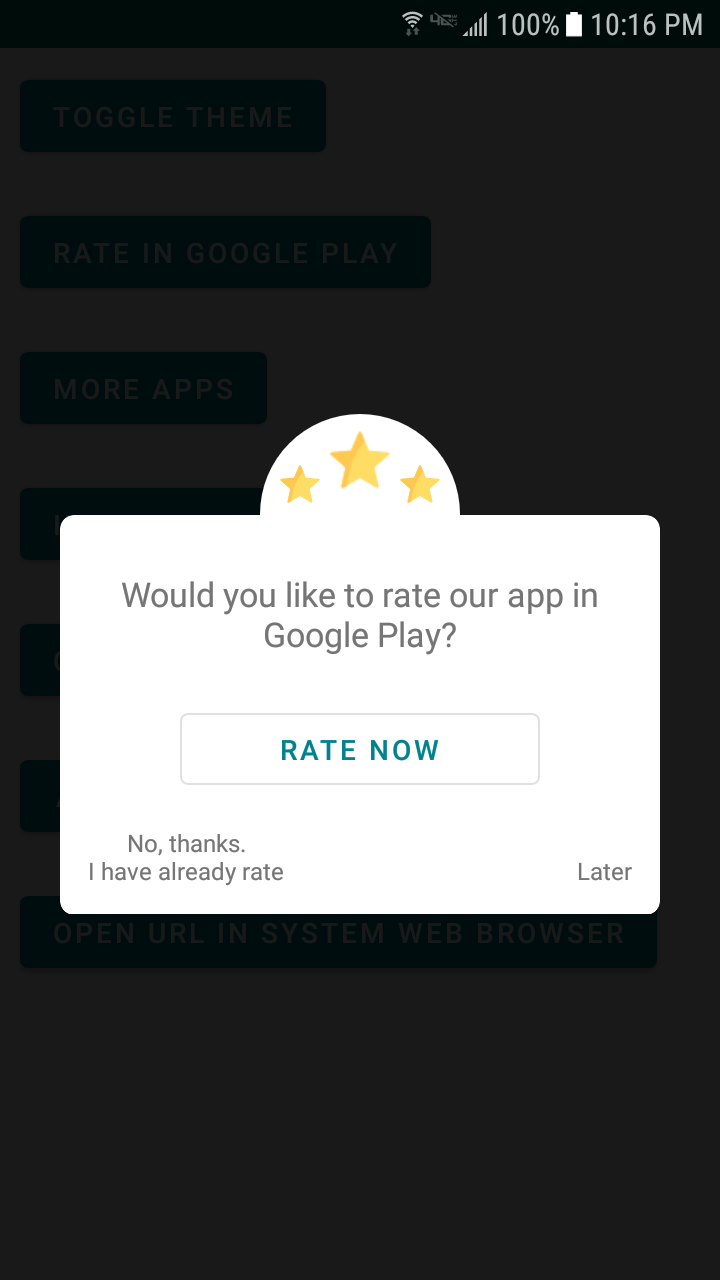 100% 10:16 PM
TOGGLE THEME
RATE IN GOOGLE PLAY
MORE APPS
Would you like to rate our app in
Google Play?
RATE NOW
No, thanks.
I have already rate
Later
OPEN URL IN SYSTEM WEB BROWSER